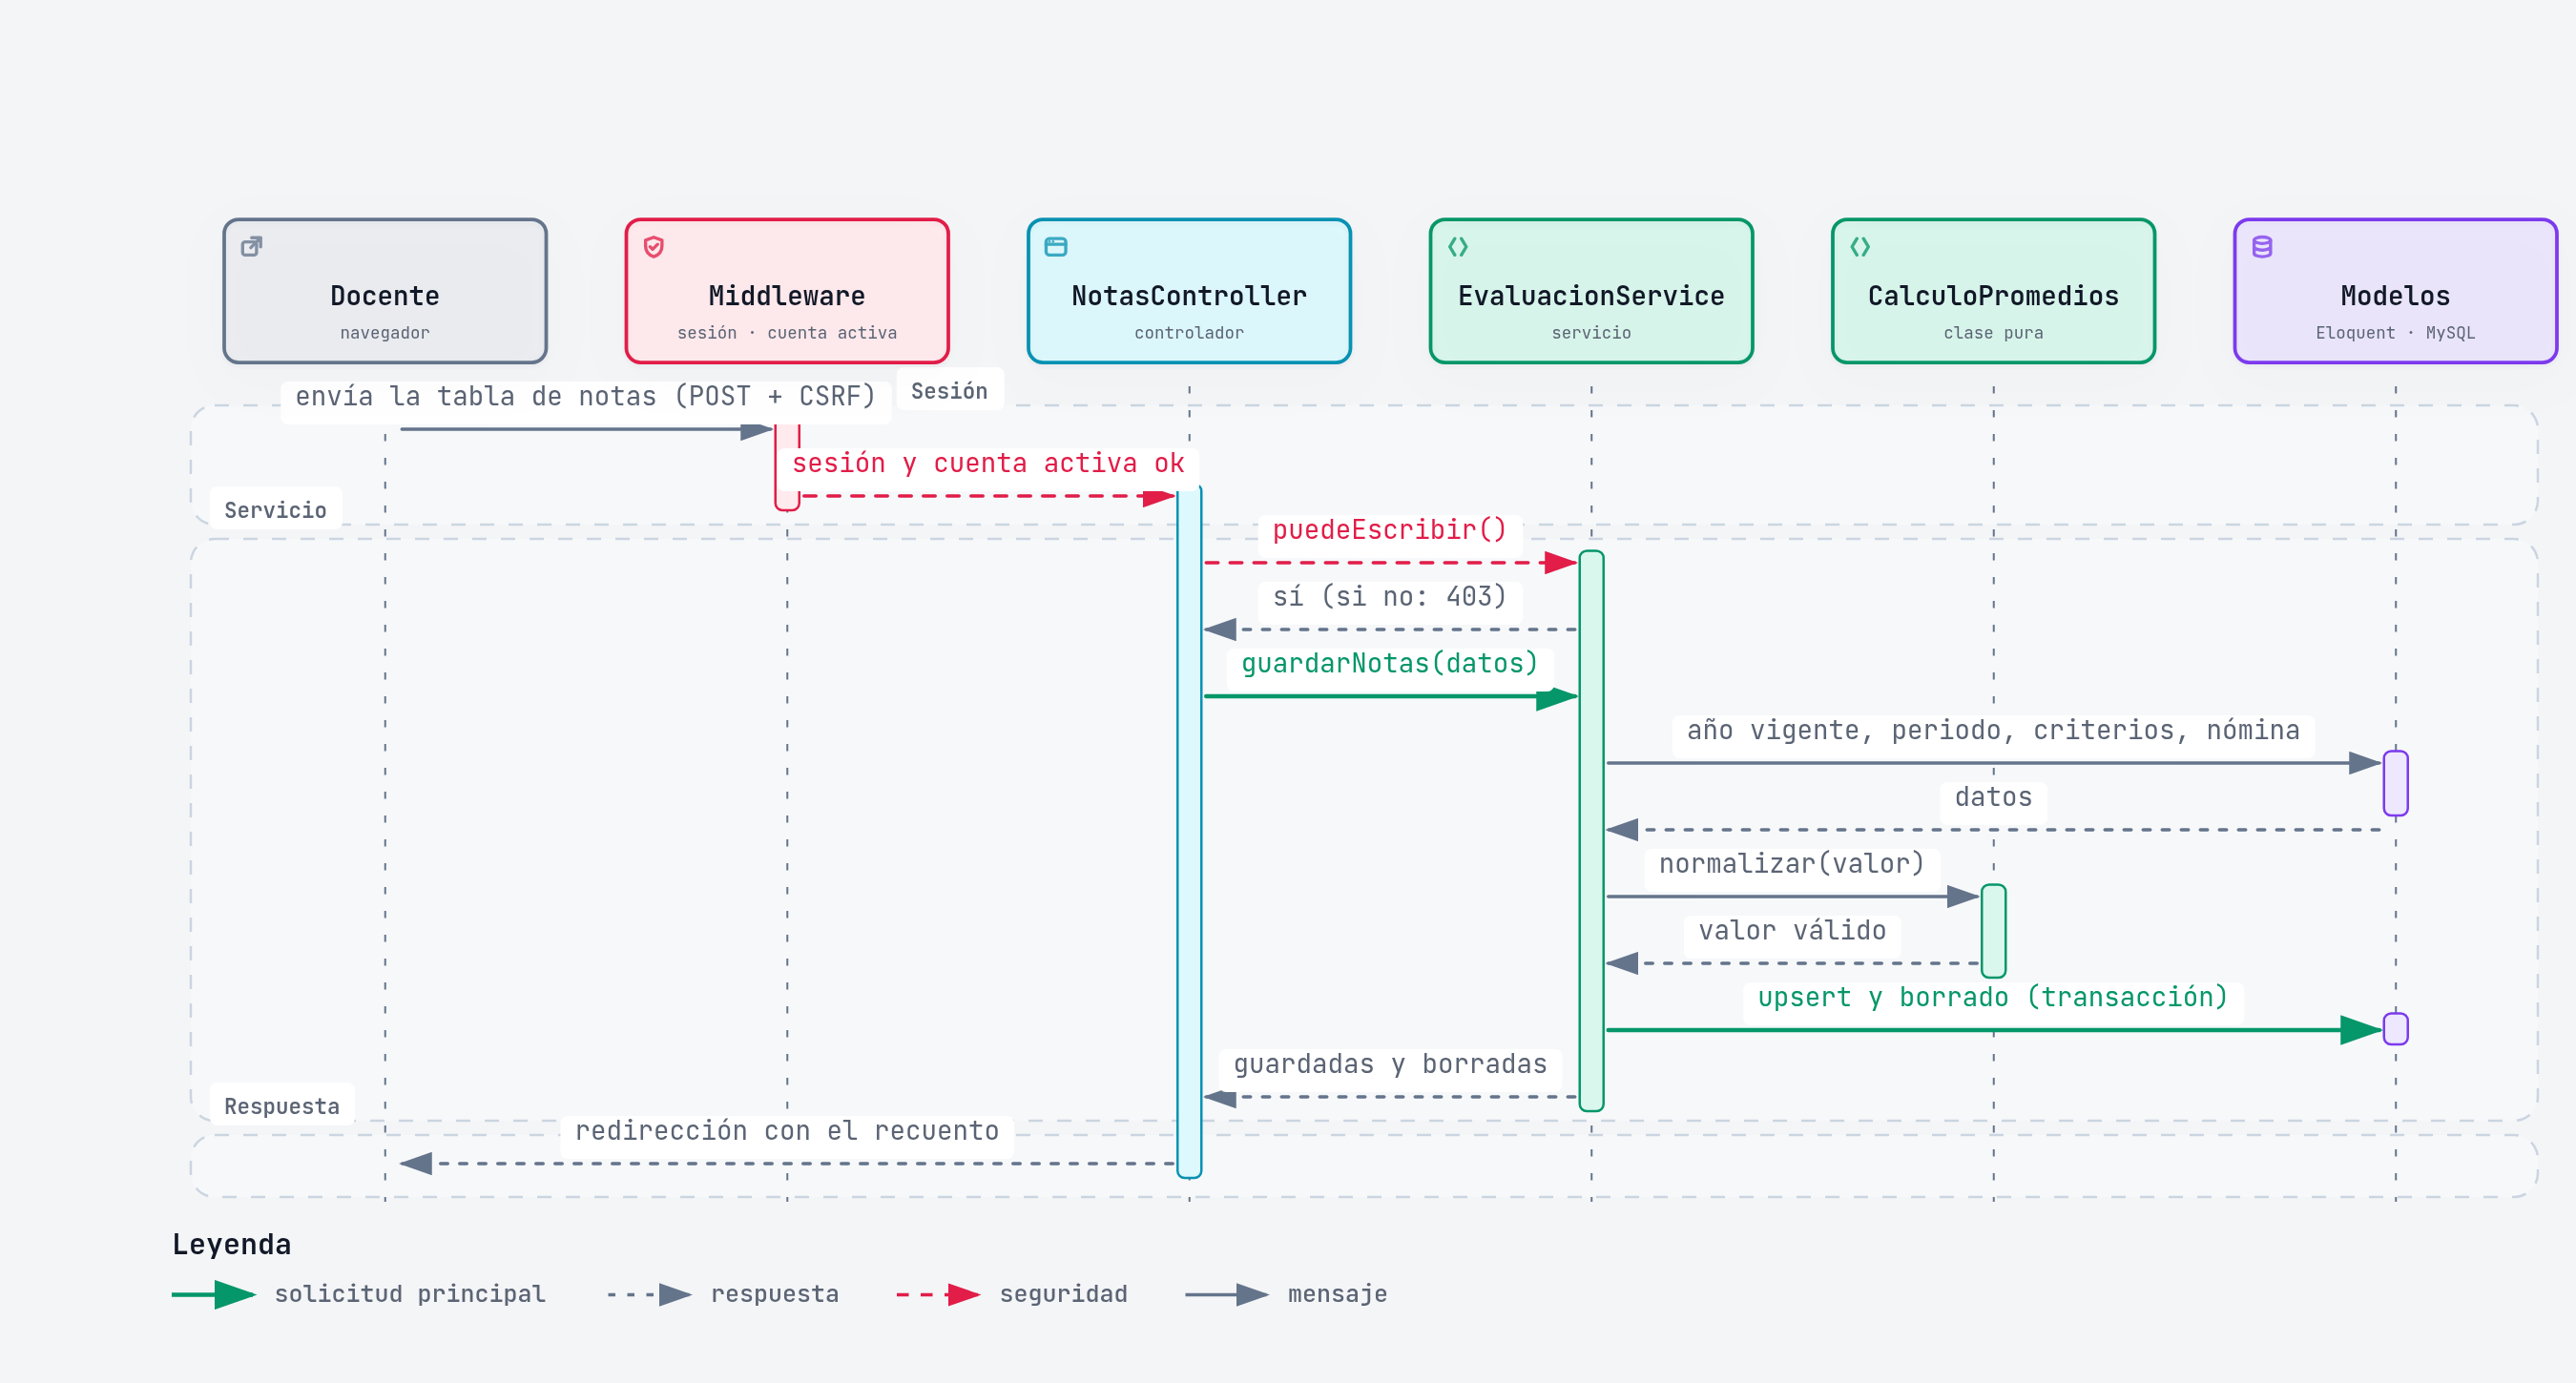 Docente
navegador
Middleware
sesión · cuenta activa
NotasController
controlador
EvaluacionService
servicio
CalculoPromedios
clase pura
Modelos
Eloquent · MySQL
Sesión
envía la tabla de notas (POST + CSRF)
sesión y cuenta activa ok
Servicio
puedeEscribir()
sí (si no: 403)
guardarNotas(datos)
año vigente, periodo, criterios, nómina
datos
normalizar(valor)
valor válido
upsert y borrado (transacción)
guardadas y borradas
Respuesta
redirección con el recuento
Leyenda
solicitud principal
respuesta
seguridad
mensaje